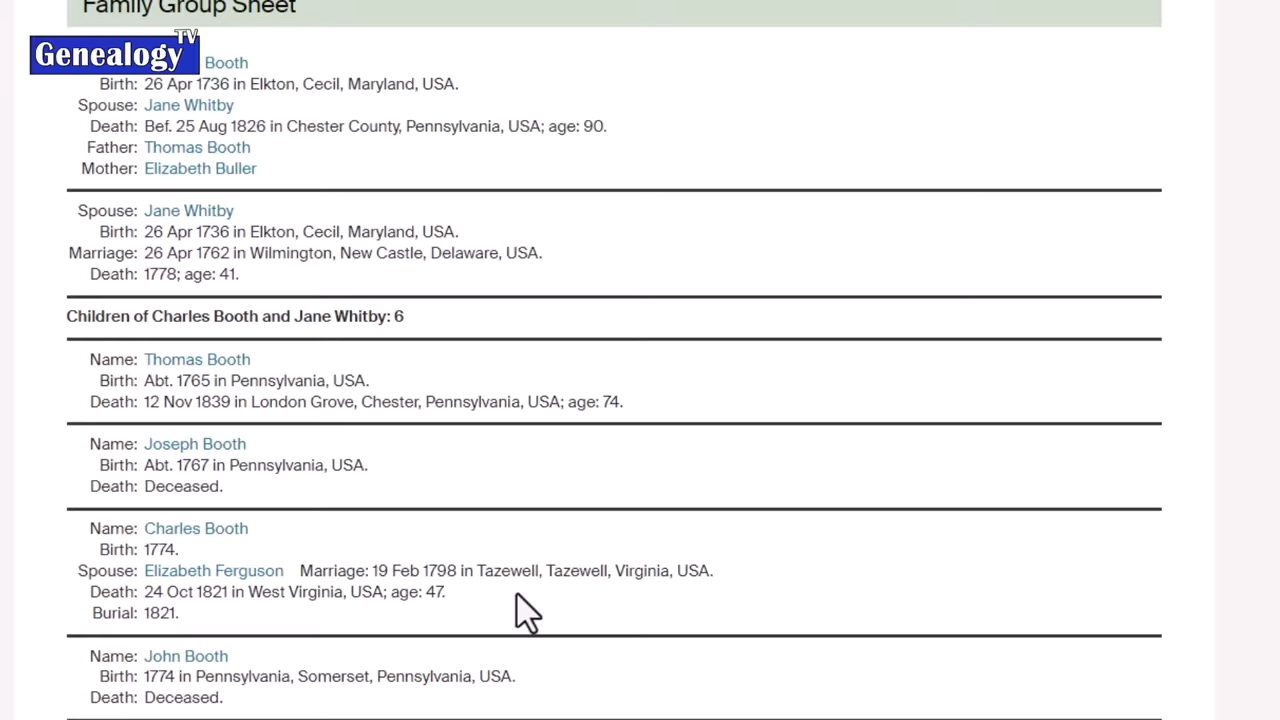 Family Group Sheet
Genealogy TV
Booth
Birth: 26 Apr 1736 in Elkton, Cecil, Maryland, USA.
Spouse: Jane Whitby
Death: Bef. 25 Aug 1826 in Chester County, Pennsylvania, USA; age: 90.
Father: Thomas Booth
Mother: Elizabeth Buller
Spouse: Jane Whitby
Birth: 26 Apr 1736 in Elkton, Cecil, Maryland, USA.
Marriage: 26 Apr 1762 in Wilmington, New Castle, Delaware, USA.
Death: 1778; age: 41.
Children of Charles Booth and Jane Whitby: 6
Name: Thomas Booth
Birth: Abt. 1765 in Pennsylvania, USA.
Death: 12 Nov 1839 in London Grove, Chester, Pennsylvania, USA; age: 74.
Name: Joseph Booth
Birth: Abt. 1767 in Pennsylvania, USA.
Death: Deceased.
Name: Charles Booth
Birth: 1774.
Spouse: Elizabeth Ferguson Marriage: 19 Feb 1798 in Tazewell, Tazewell, Virginia, USA.
Death: 24 Oct 1821 in West Virginia, USA; age: 47.
Burial: 1821.
Name: John Booth
Birth: 1774 in Pennsylvania, Somerset, Pennsylvania, USA.
Death: Deceased.